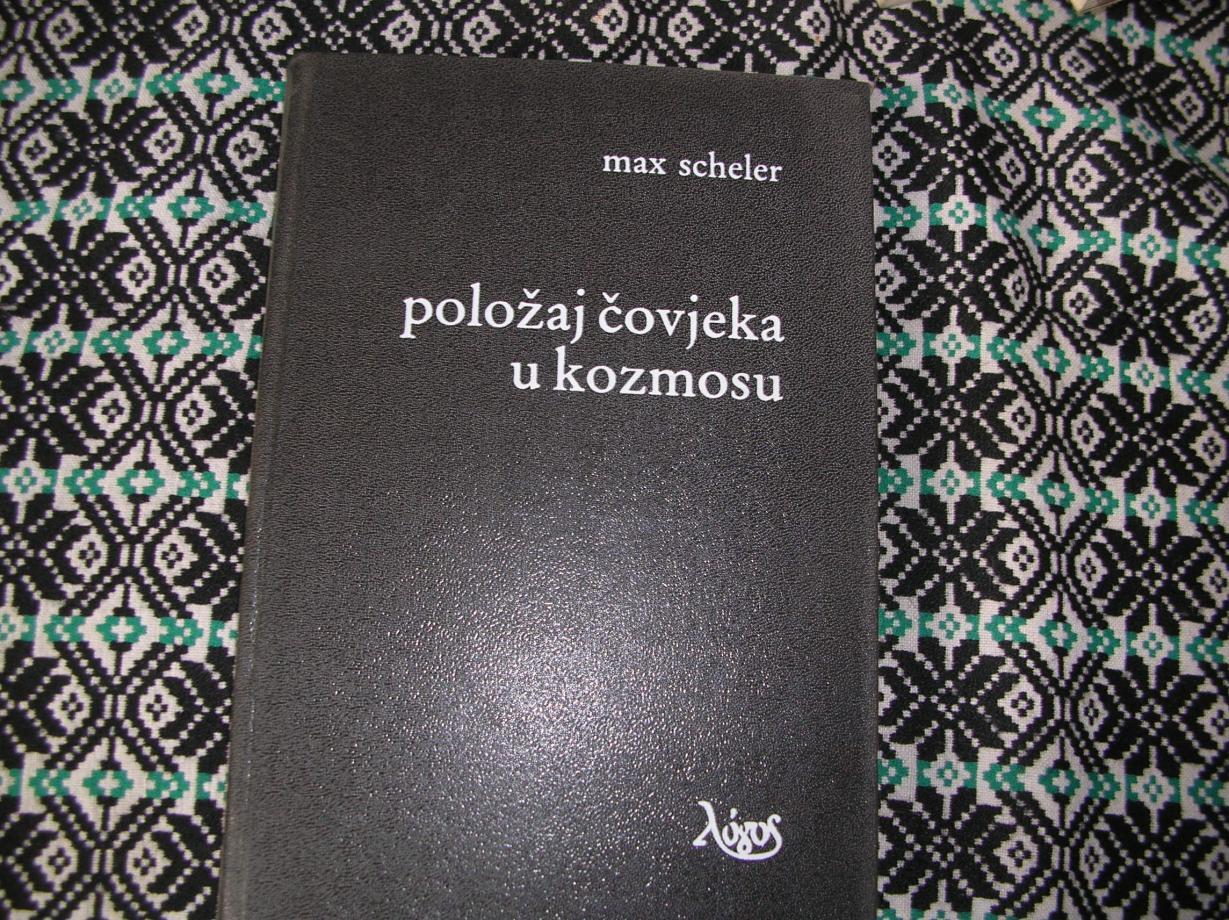 max scheler
položaj čovjeka
u kozmosu
λόγος